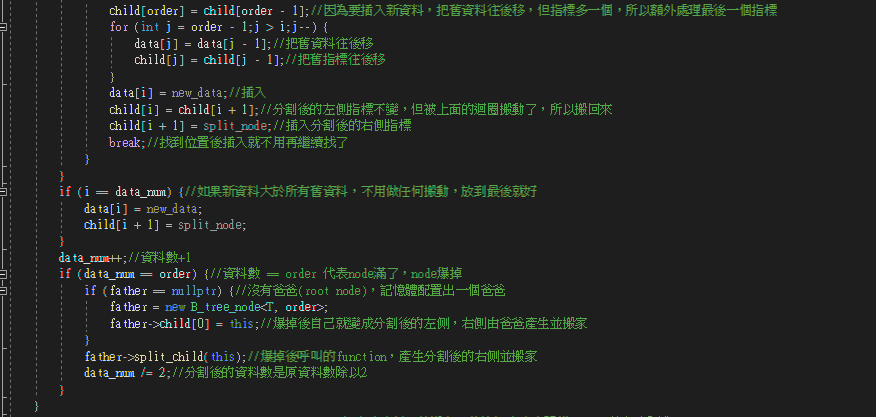 child[order] = child[order - 1];//因為要插入新資料，把舊資料往後移，但指標多一個，所以額外處理最後一個指標
for (int j = order - 1;j > i;j--) {
data[j] = data[j - 1];//把舊資料往後移
child[j] = child[j - 1];//把舊指標往後移
}
data[i] = new_data;//插入
child[i] = child[i + 1];//分割後的左側指標不變，但被上面的迴圈搬動了，所以搬回來
child[i + 1] = split_node;//插入分割後的右側指標
break;//找到位置後插入就不用再繼續找了
}
}
if (i == data_num) {//如果新資料大於所有舊資料，不用做任何搬動，放到最後就好
data[i] = new_data;
child[i + 1] = split_node;
}
data_num++;//資料數+1
if (data_num == order) {//資料數 == order 代表node滿了，node爆掉
if (father == nullptr) {//沒有爸爸(root node)，記憶體配置出一個爸爸
father = new B_tree_node<T, order>;
father->child[0] = this;//爆掉後自己就變成分割後的左側，右側由爸爸產生並搬家
}
father->split_child(this);//爆掉後呼叫的function，產生分割後的右側並搬家
data_num /= 2;//分割後的資料數是原資料數除以2
}
}